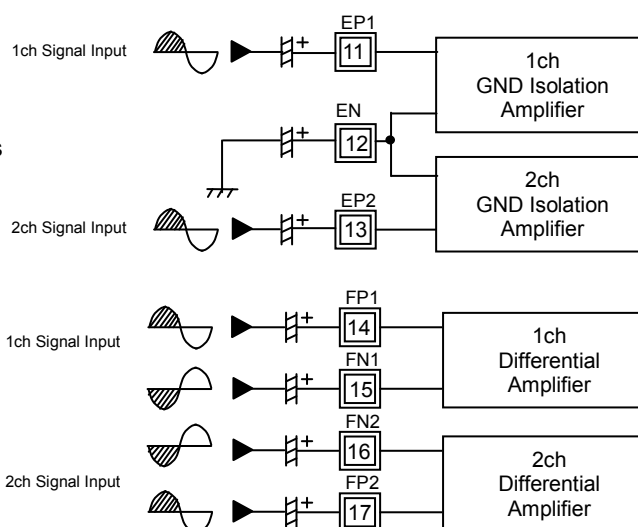 EP1
1ch Signal Input
+
11
1ch
GND Isolation
Amplifier
EN
+
12
s
EP2
2ch Signal Input
+
13
2ch
GND Isolation
Amplifier
FP1
+
14
1ch Signal Input
FN1
+
15
1ch
Differential
Amplifier
FN2
+
16
2ch Signal Input
FP2
+
17
2ch
Differential
Amplifier